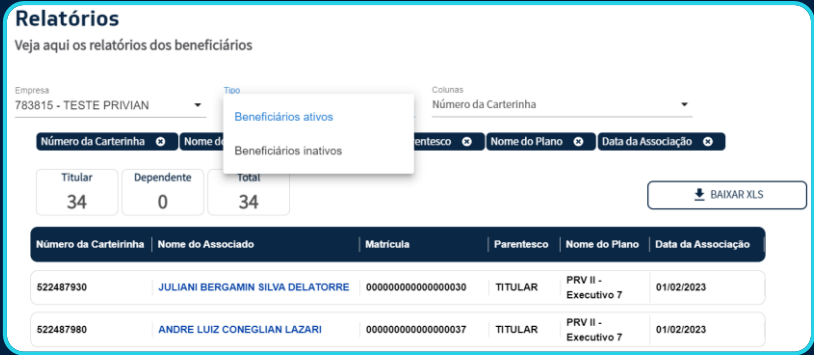 Relatórios
Veja aqui os relatórios dos beneficiários
Empresa Tipo Colunas
783815 - TESTE PRIVIAN Número da Carterinha
Beneficiários ativos
Beneficiários inativos
Número da Carterinha Nome d rentesco Nome do Plano Data da Associação
Titular Dependente Total
34 0 34
BAIXAR XLS
Número da Carteirinha Nome do Associado Matrícula Parentesco Nome do Plano Data da Associação
522487930 JULIANI BERGAMIN SILVA DELATORRE 000000000000000030 TITULAR PRV II - Executivo 7 01/02/2023
522487980 ANDRE LUIZ CONEGLIAN LAZARI 000000000000000037 TITULAR PRV II - Executivo 7 01/02/2023